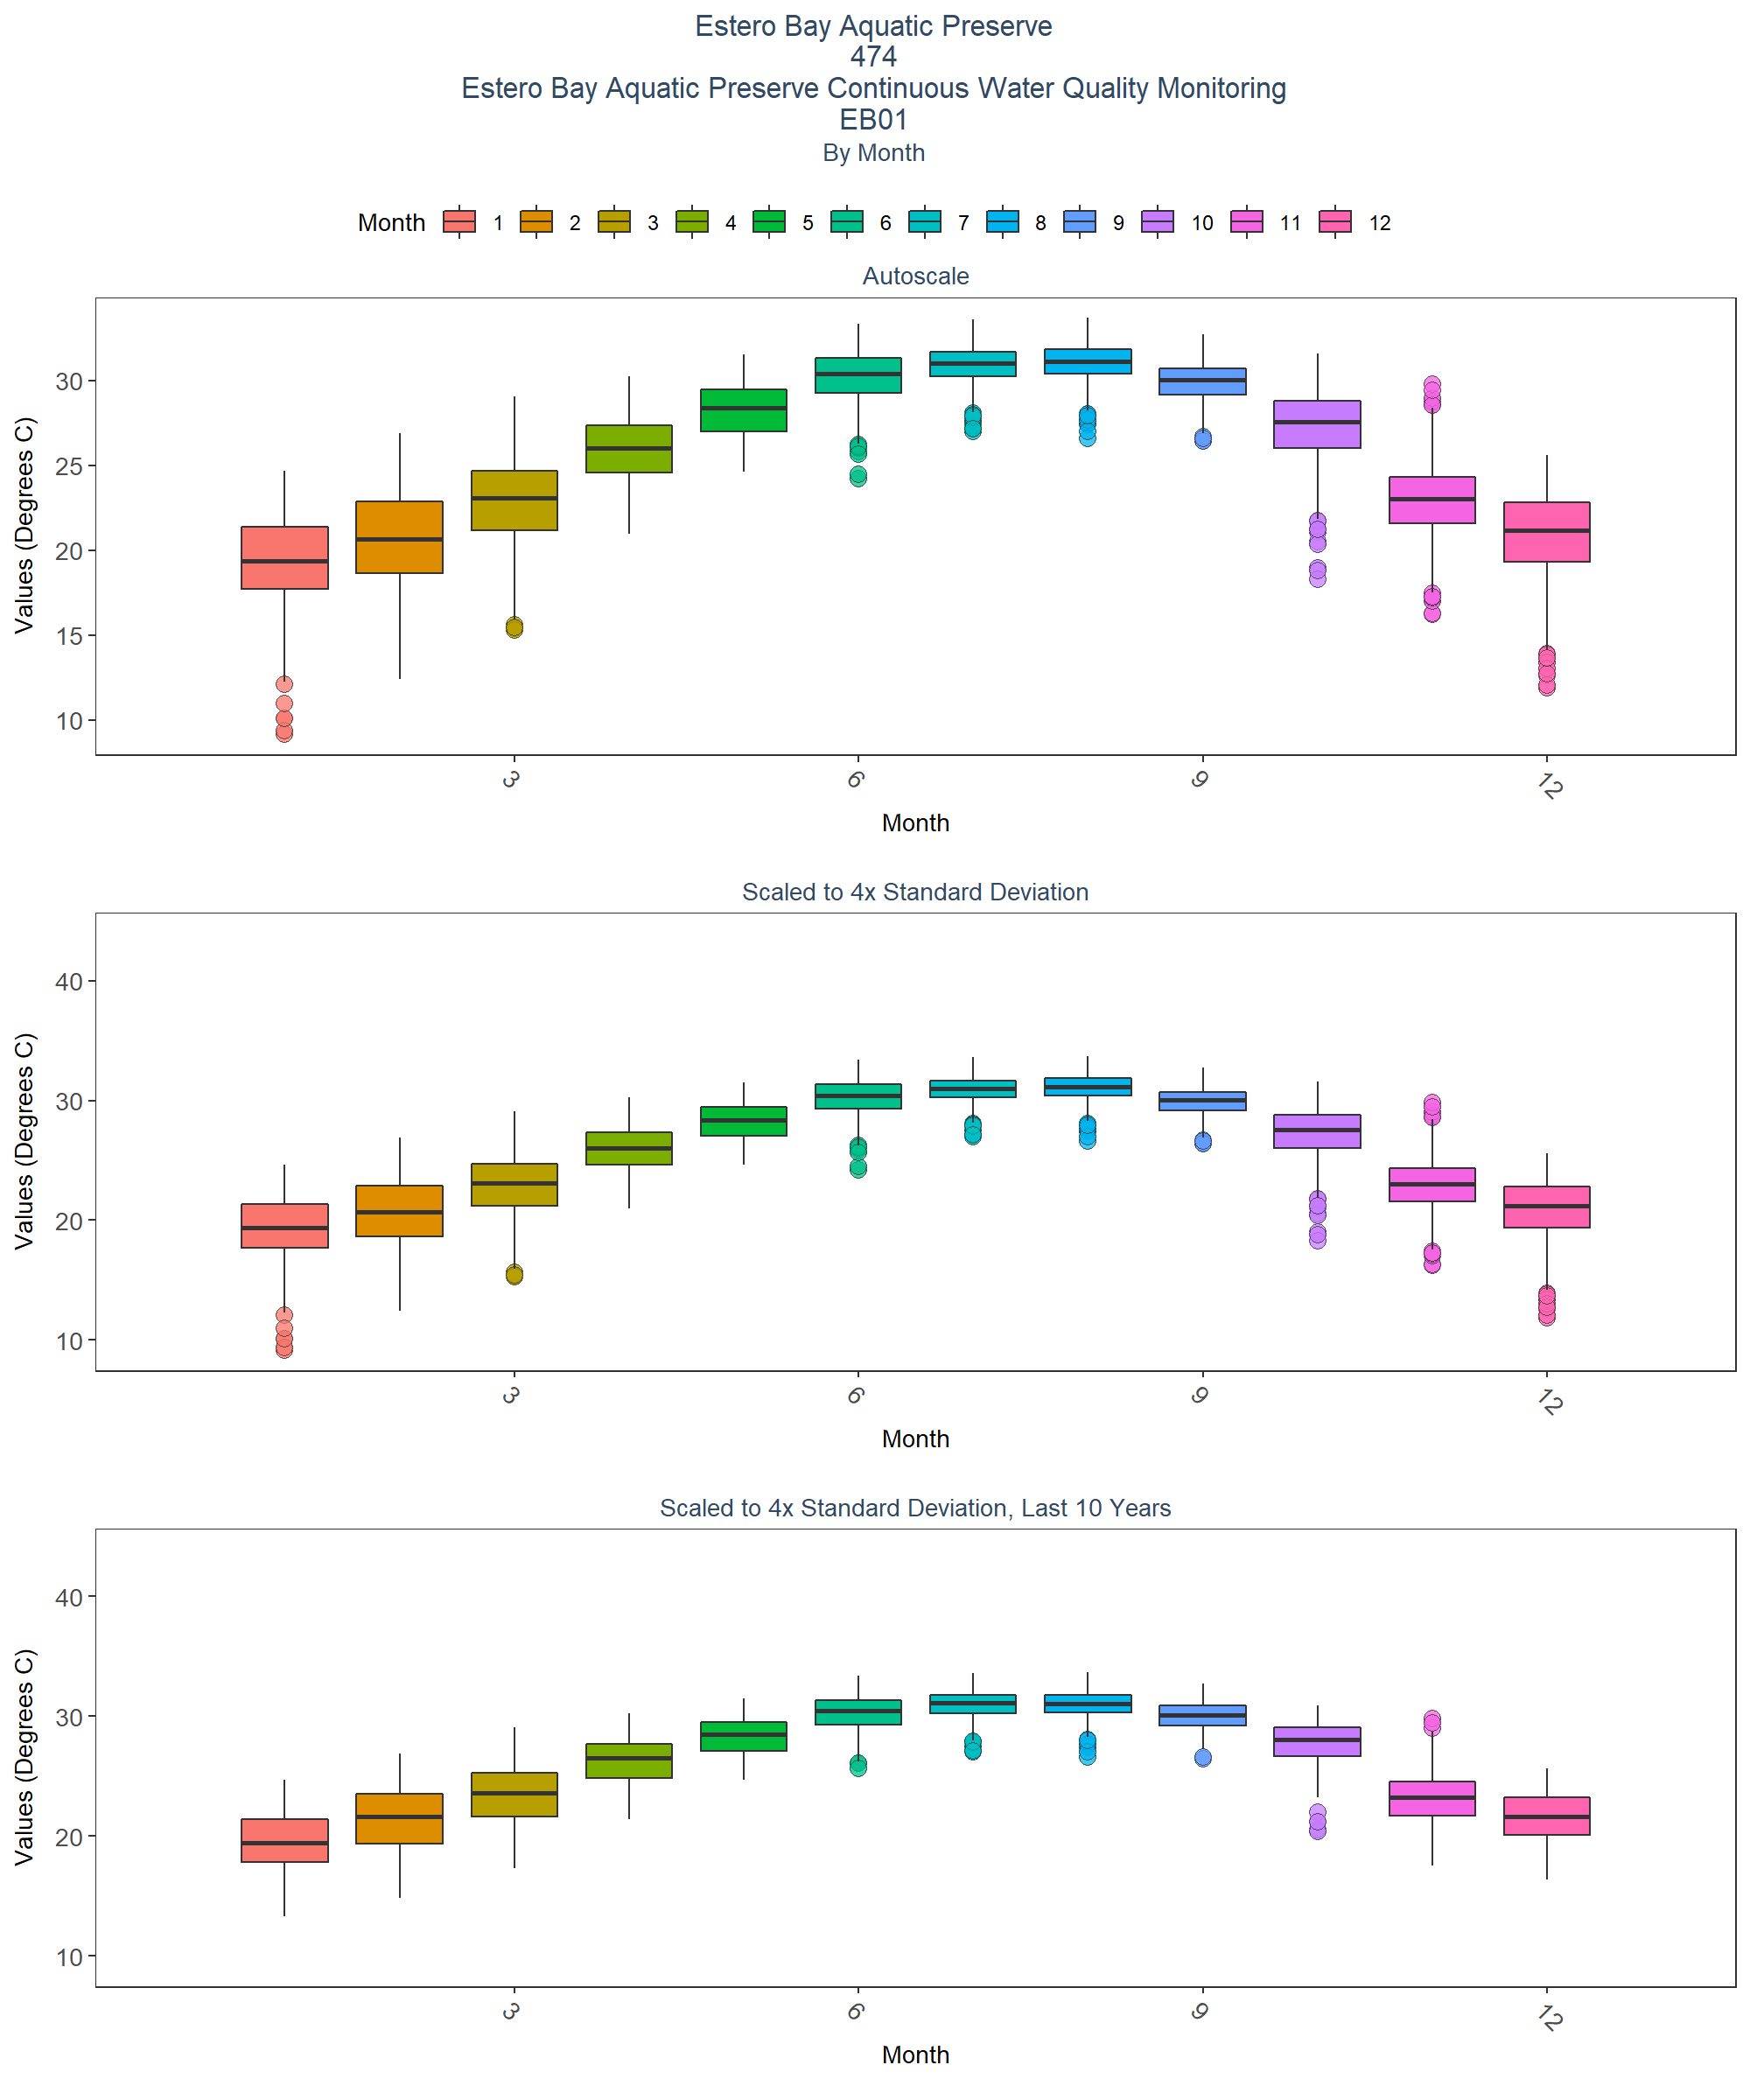 Estero Bay Aquatic Preserve
474
Estero Bay Aquatic Preserve Continuous Water Quality Monitoring
EB01
By Month
Month 1 2 3 4 5 6 7 8 9 10 11 12
Autoscale
Values (Degrees C)
30
25
20
15
10
3 6 9 12
Month
Scaled to 4x Standard Deviation
Values (Degrees C)
40
30
20
10
3 6 9 12
Month
Scaled to 4x Standard Deviation, Last 10 Years
Values (Degrees C)
40
30
20
10
3 6 9 12
Month